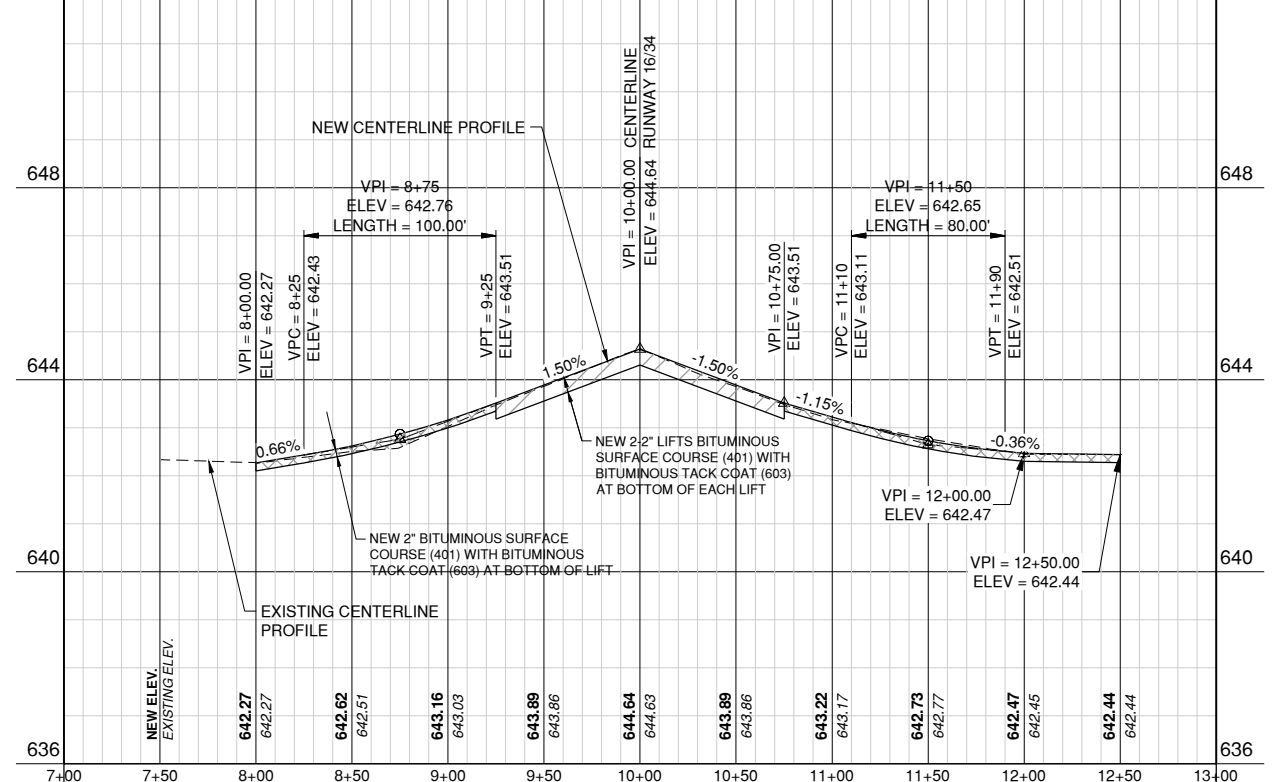 CENTERLINE
RUNWAY 16/34
VPI = 10+00.00
ELEV = 644.64
NEW CENTERLINE PROFILE
648
648
VPI = 8+75
ELEV = 642.76
LENGTH = 100.00'
VPI = 11+50
ELEV = 642.65
LENGTH = 80.00'
VPI = 8+00.00
ELEV = 642.27
VPC = 8+25
ELEV = 642.43
VPT = 9+25
ELEV = 643.51
VPI = 10+75.00
ELEV = 643.51
VPC = 11+10
ELEV = 643.11
VPT = 11+90
ELEV = 642.51
644
644
0.66%
1.50%
-1.50%
-1.15%
-0.36%
NEW 2-2" LIFTS BITUMINOUS
SURFACE COURSE (401) WITH
BITUMINOUS TACK COAT (603)
AT BOTTOM OF EACH LIFT
VPI = 12+00.00
ELEV = 642.47
NEW 2" BITUMINOUS SURFACE
COURSE (401) WITH BITUMINOUS
TACK COAT (603) AT BOTTOM OF LIFT
VPI = 12+50.00
ELEV = 642.44
640
640
EXISTING CENTERLINE
PROFILE
NEW ELEV.
EXISTING ELEV.
642.27
642.27
642.62
642.51
643.16
643.03
643.89
643.86
644.64
644.63
643.89
643.86
643.22
643.17
642.73
642.77
642.47
642.45
642.44
642.44
636
636
7+00
7+50
8+00
8+50
9+00
9+50
10+00
10+50
11+00
11+50
12+00
12+50
13+00